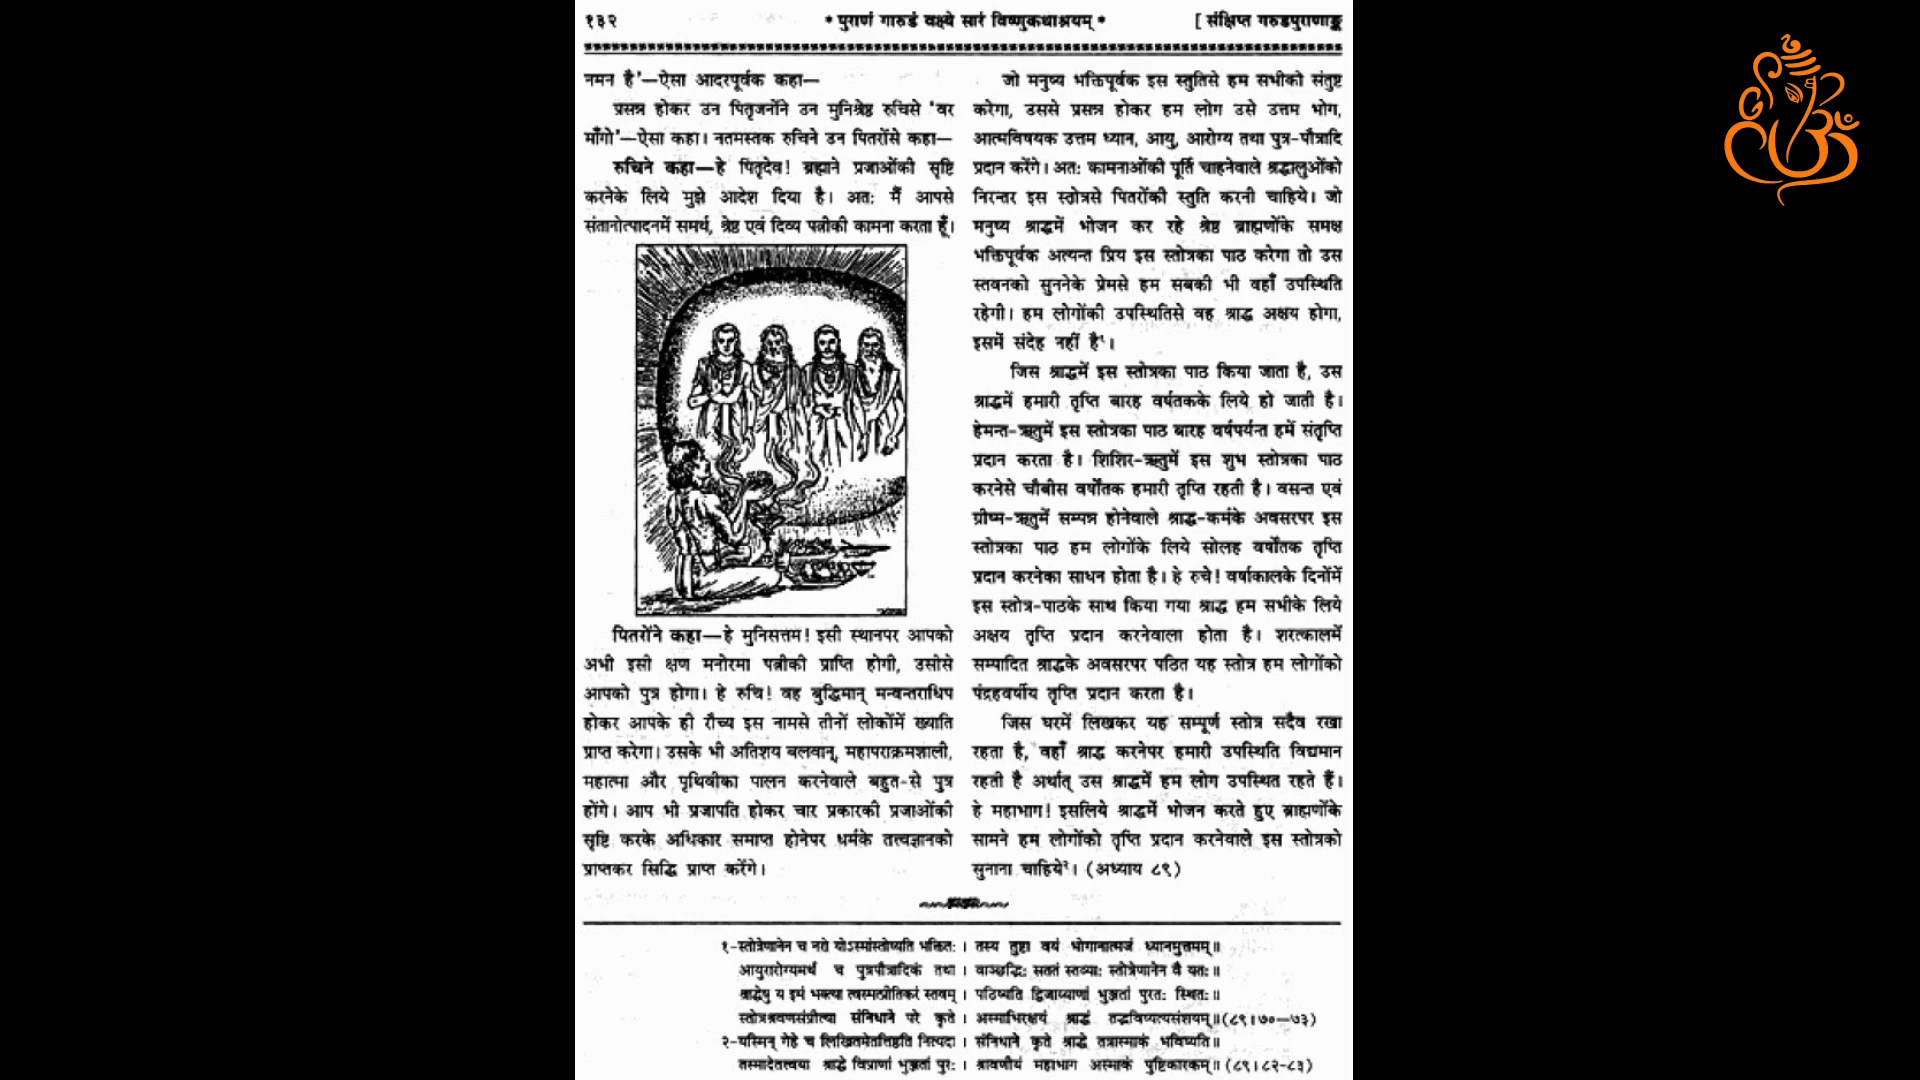 १३२
* पुराणं गारुडं वक्ष्ये सारं विष्णुकथाश्रयम् *
[ संक्षिप्त गरुडपुराणाङ्क
नमन है'—ऐसा आदरपूर्वक कहा—
प्रसन्न होकर उन पितृजनोंने उन मुनिश्रेष्ठ रुचिसे 'वर
माँगो'—ऐसा कहा। नतमस्तक रुचिने उन पितरोंसे कहा—
रुचिने कहा—हे पितृदेव! ब्रह्माने प्रजाओंकी सृष्टि
करनेके लिये मुझे आदेश दिया है। अतः मैं आपसे
संतानोत्पादनमें समर्थ, श्रेष्ठ एवं दिव्य पत्नीकी कामना करता हूँ।
पितरोंने कहा—हे मुनिसत्तम! इसी स्थानपर आपको
अभी इसी क्षण मनोरमा पत्नीकी प्राप्ति होगी, उसीसे
आपको पुत्र होगा। हे रुचि! वह बुद्धिमान् मन्वन्तराधिप
होकर आपके ही रौच्य इस नामसे तीनों लोकोंमें ख्याति
प्राप्त करेगा। उसके भी अतिशय बलवान्, महापराक्रमशाली,
महात्मा और पृथिवीका पालन करनेवाले बहुत-से पुत्र
होंगे। आप भी प्रजापति होकर चार प्रकारकी प्रजाओंकी
सृष्टि करके अधिकार समाप्त होनेपर धर्मके तत्त्वज्ञानको
प्राप्तकर सिद्धि प्राप्त करेंगे।
जो मनुष्य भक्तिपूर्वक इस स्तुतिसे हम सभीको संतुष्ट
करेगा, उससे प्रसन्न होकर हम लोग उसे उत्तम भोग,
आत्मविषयक उत्तम ध्यान, आयु, आरोग्य तथा पुत्र-पौत्रादि
प्रदान करेंगे। अतः कामनाओंकी पूर्ति चाहनेवाले श्रद्धालुओंको
निरन्तर इस स्तोत्रसे पितरोंकी स्तुति करनी चाहिये। जो
मनुष्य श्राद्धमें भोजन कर रहे श्रेष्ठ ब्राह्मणोंके समक्ष
भक्तिपूर्वक अत्यन्त प्रिय इस स्तोत्रका पाठ करेगा तो उस
स्तवनको सुननेके प्रेमसे हम सबकी भी वहाँ उपस्थिति
रहेगी। हम लोगोंकी उपस्थितिसे वह श्राद्ध अक्षय होगा,
इसमें संदेह नहीं है१।
जिस श्राद्धमें इस स्तोत्रका पाठ किया जाता है, उस
श्राद्धमें हमारी तृप्ति बारह वर्षतकके लिये हो जाती है।
हेमन्त-ऋतुमें इस स्तोत्रका पाठ बारह वर्षपर्यन्त हमें संतृप्ति
प्रदान करता है। शिशिर-ऋतुमें इस शुभ स्तोत्रका पाठ
करनेसे चौबीस वर्षोंतक हमारी तृप्ति रहती है। वसन्त एवं
ग्रीष्म-ऋतुमें सम्पन्न होनेवाले श्राद्ध-कर्मके अवसरपर इस
स्तोत्रका पाठ हम लोगोंके लिये सोलह वर्षोंतक तृप्ति
प्रदान करनेका साधन होता है। हे रुचे! वर्षाकालके दिनोंमें
इस स्तोत्र-पाठके साथ किया गया श्राद्ध हम सभीके लिये
अक्षय तृप्ति प्रदान करनेवाला होता है। शरत्कालमें
सम्पादित श्राद्धके अवसरपर पठित यह स्तोत्र हम लोगोंको
पंद्रहवर्षीय तृप्ति प्रदान करता है।
जिस घरमें लिखकर यह सम्पूर्ण स्तोत्र सदैव रखा
रहता है, वहाँ श्राद्ध करनेपर हमारी उपस्थिति विद्यमान
रहती है अर्थात् उस श्राद्धमें हम लोग उपस्थित रहते हैं।
हे महाभाग! इसलिये श्राद्धमें भोजन करते हुए ब्राह्मणोंके
सामने हम लोगोंको तृप्ति प्रदान करनेवाले इस स्तोत्रको
सुनाना चाहिये२। (अध्याय ८९)
१-स्तोत्रेणानेन च नरो योऽस्मांस्तोष्यति भक्तितः । तस्य तुष्टा वयं भोगानात्मजं ध्यानमुत्तमम्॥
आयुरारोग्यमर्थं च पुत्रपौत्रादिकं तथा । वाञ्छद्भिः सततं स्तव्याः स्तोत्रेणानेन वै यतः॥
श्राद्धेषु य इमं भक्त्या त्वस्मत्प्रीतिकरं स्तवम् । पठिष्यति द्विजाग्र्याणां भुञ्जतां पुरतः स्थितः॥
स्तोत्रश्रवणसंप्रीत्या संनिधाने परे कृते । अस्माभिरक्षयं श्राद्धं तद्भविष्यत्यसंशयम्॥ (८९। ७०—७३)
२-यस्मिन् गेहे च लिखितमेतत्तिष्ठति नित्यदा । संनिधाने कृते श्राद्धे तत्रास्माकं भविष्यति॥
तस्मादेतत्त्वया श्राद्धे विप्राणां भुञ्जतां पुरः । श्रावणीयं महाभाग अस्माकं पुष्टिकारकम्॥ (८९। ८२-८३)